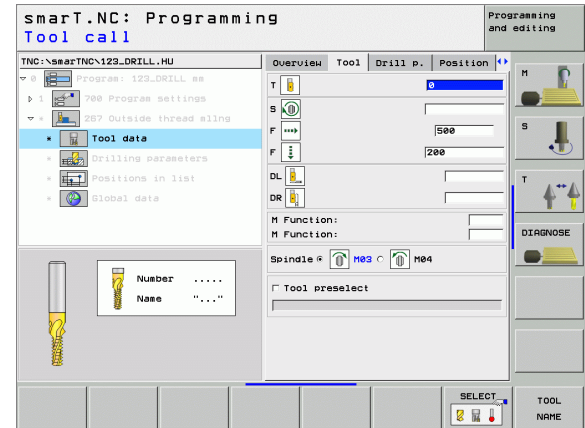 smarT.NC: Programming
Tool call
Programming
and editing
TNC:\smarTNC\123_DRILL.HU
0 Program: 123_DRILL mm
1 700 Program settings
* 267 Outside thread mllng
* Tool data
* Drilling parameters
* Positions in list
* Global data
Overview Tool Drill p. Position
T 0
S
F 500
F 200
DL
DR
M Function:
M Function:
Spindle M03 M04
Tool preselect
Number .....
Name "..."
M
S
T
DIAGNOSE
SELECT
TOOL
NAME